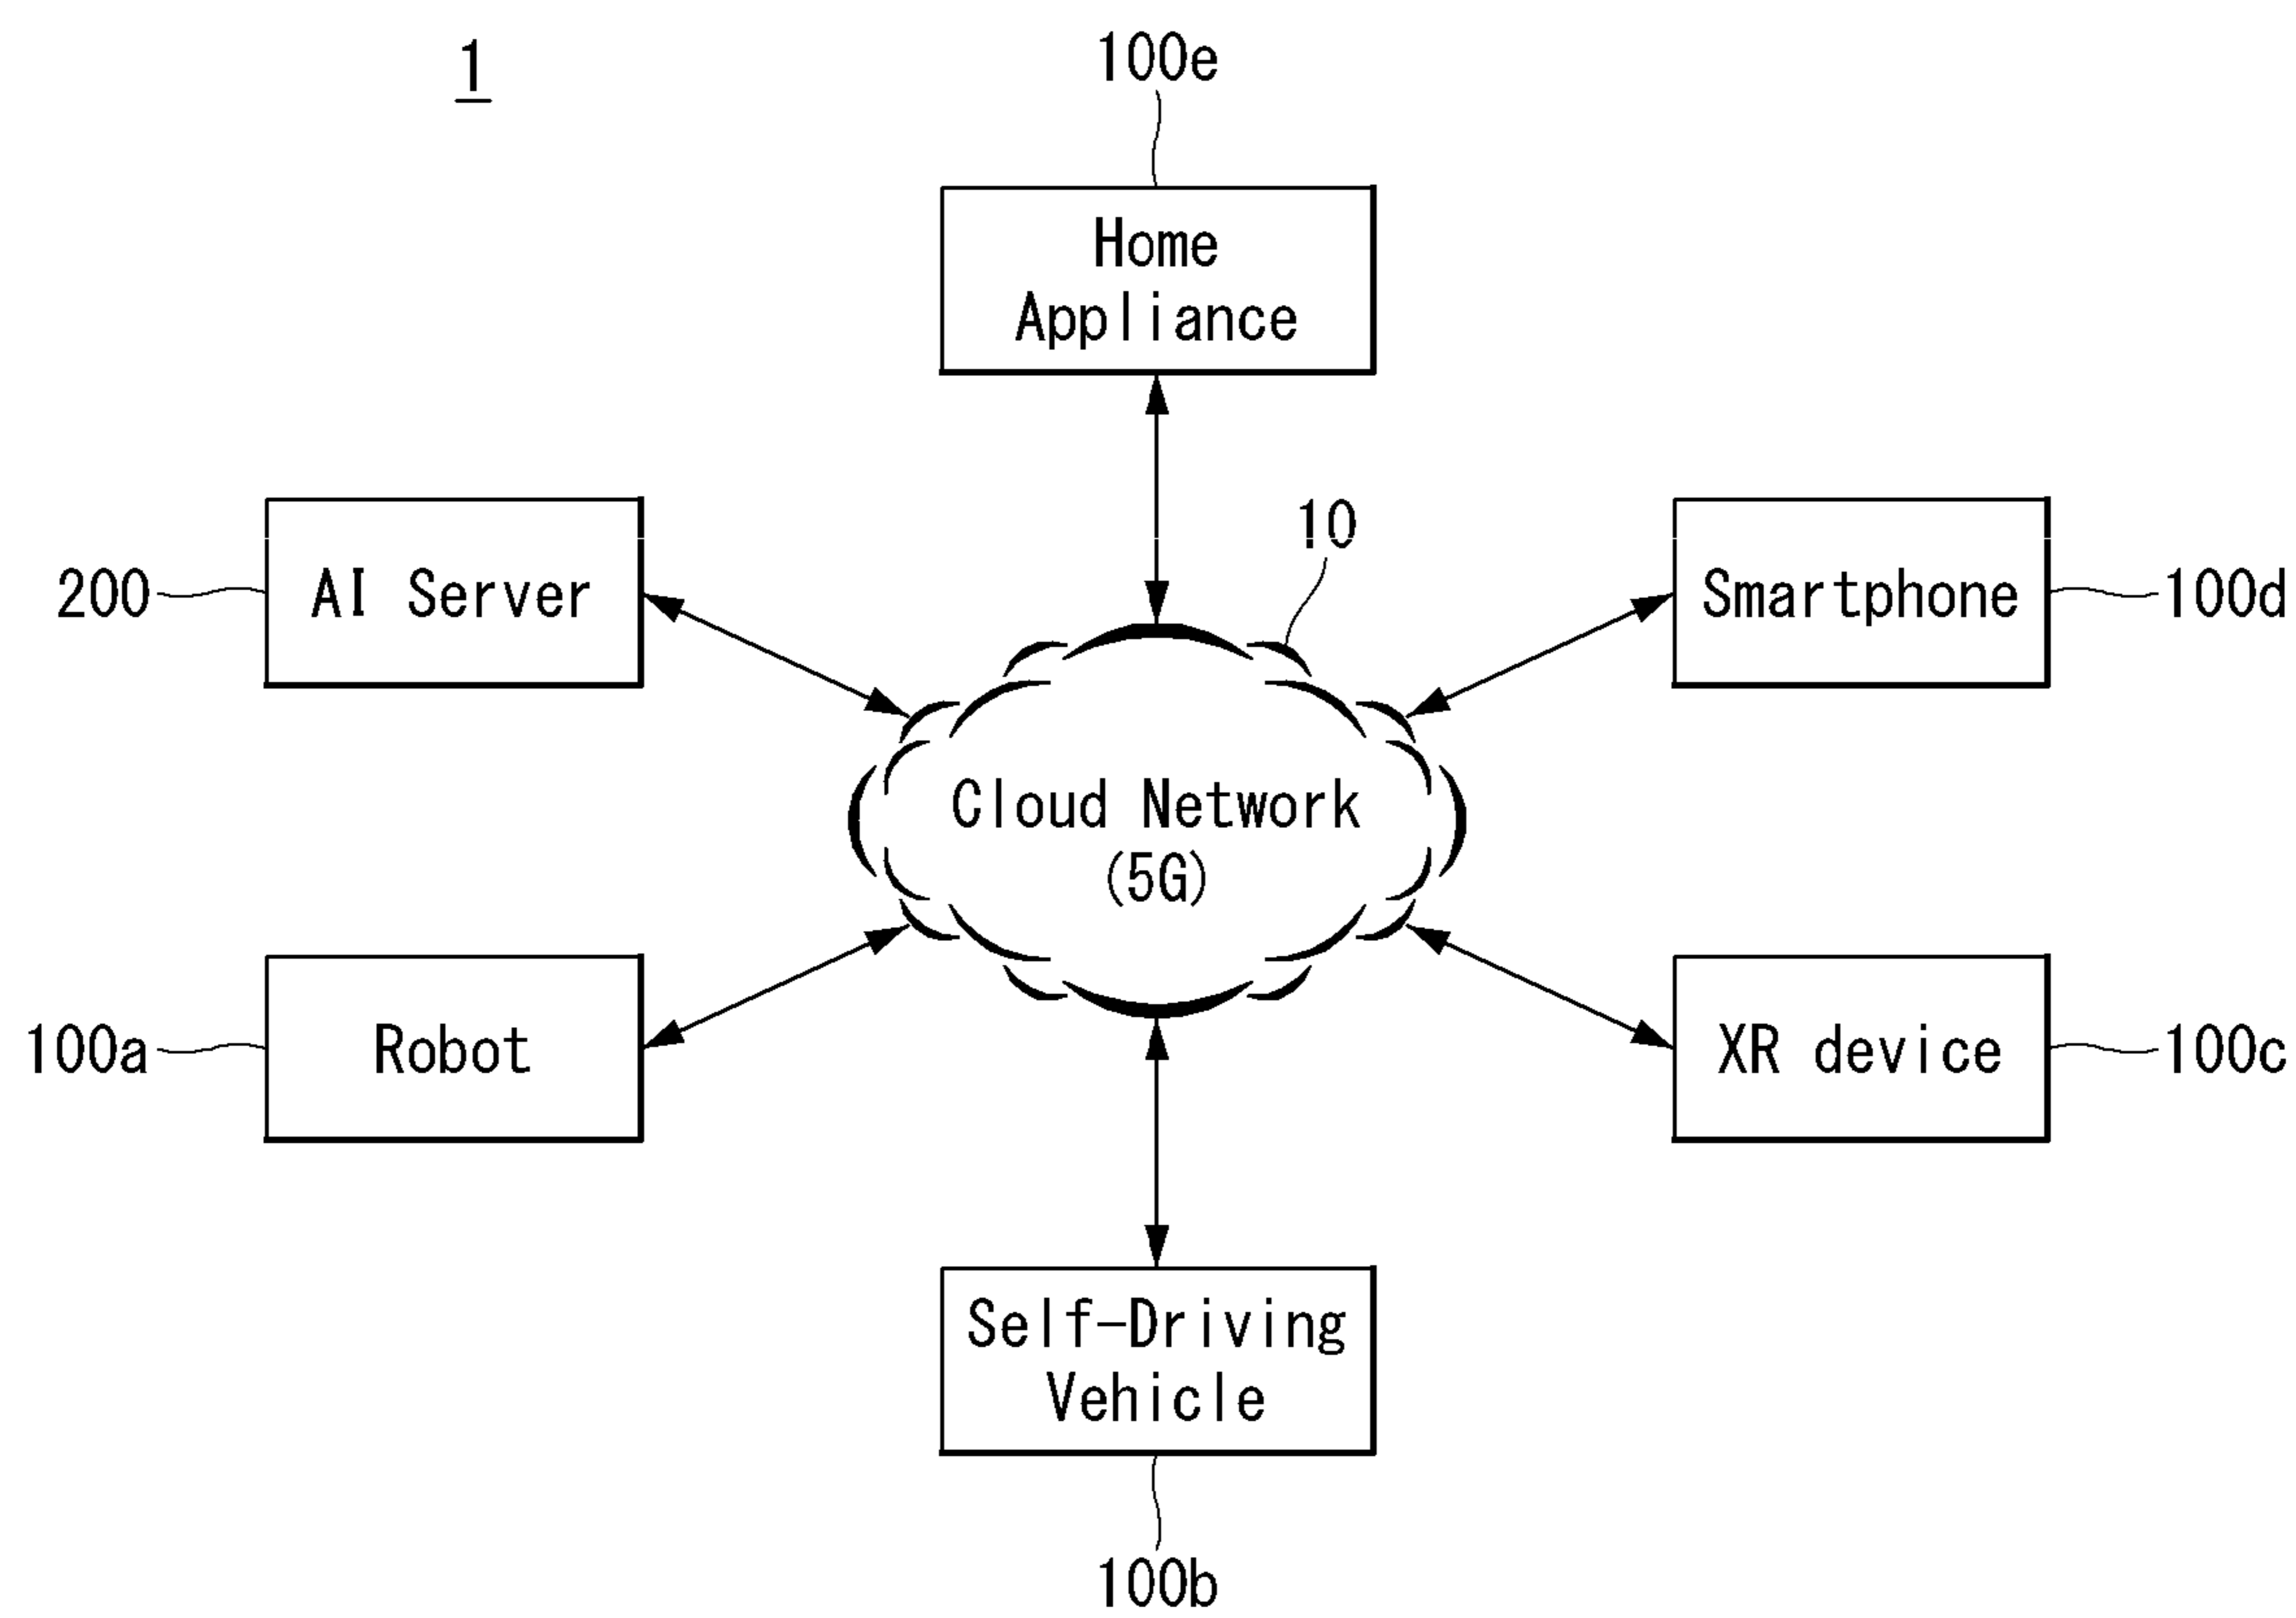 1
100e
Home
Appliance
10
200
AI Server
Smartphone
100d
Cloud Network
(5G)
100a
Robot
XR device
100c
Self-Driving
Vehicle
100b